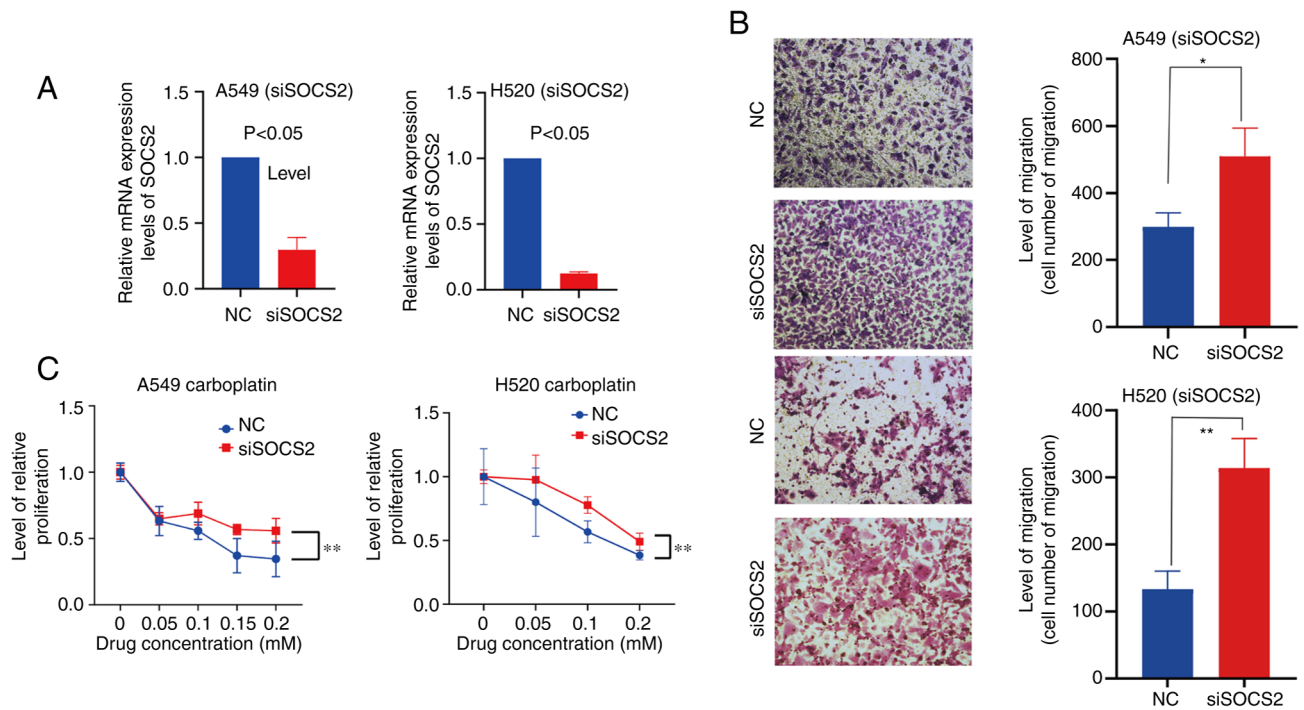 A
Relative mRNA expression
levels of SOCS2
1.5
1.0
0.5
0.0
A549 (siSOCS2)
P<0.05
Level
NC
siSOCS2
Relative mRNA expression
levels of SOCS2
1.5
1.0
0.5
0.0
H520 (siSOCS2)
P<0.05
NC
siSOCS2
B
NC
siSOCS2
NC
siSOCS2
A549 (siSOCS2)
Level of migration
(cell number of migration)
800
600
400
200
0
*
NC
siSOCS2
H520 (siSOCS2)
Level of migration
(cell number of migration)
400
300
200
100
0
**
NC
siSOCS2
C
A549 carboplatin
Level of relative
proliferation
1.5
1.0
0.5
0.0
NC
siSOCS2
**
0 0.05 0.1 0.15 0.2
Drug concentration (mM)
H520 carboplatin
Level of relative
proliferation
1.5
1.0
0.5
0.0
NC
siSOCS2
**
0 0.05 0.1 0.2
Drug concentration (mM)